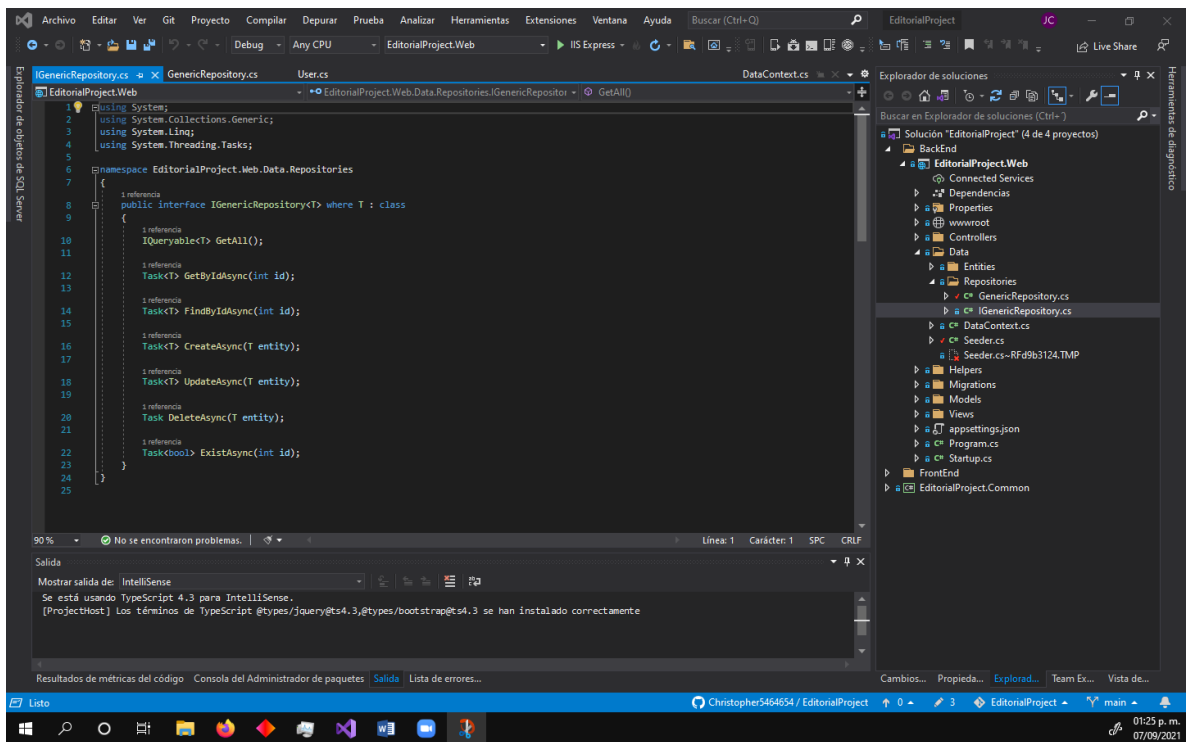 Archivo Editar Ver Git Proyecto Compilar Depurar Prueba Analizar Herramientas Extensiones Ventana Ayuda Buscar (Ctrl+Q) EditorialProject JC
Debug Any CPU EditorialProject.Web IIS Express Live Share
Explorador de objetos de SQL Server
IGenericRepository.cs GenericRepository.cs User.cs DataContext.cs
EditorialProject.Web EditorialProject.Web.Data.Repositories.IGenericRepositor GetAll()
1 using System;
2 using System.Collections.Generic;
3 using System.Linq;
4 using System.Threading.Tasks;
5
6 namespace EditorialProject.Web.Data.Repositories
7 {
1 referencia
8 public interface IGenericRepository<T> where T : class
9 {
1 referencia
10 IQueryable<T> GetAll();
11
1 referencia
12 Task<T> GetByIdAsync(int id);
13
1 referencia
14 Task<T> FindByIdAsync(int id);
15
1 referencia
16 Task<T> CreateAsync(T entity);
17
1 referencia
18 Task<T> UpdateAsync(T entity);
19
1 referencia
20 Task DeleteAsync(T entity);
21
1 referencia
22 Task<bool> ExistAsync(int id);
23 }
24 }
25
90 % No se encontraron problemas. Línea: 1 Carácter: 1 SPC CRLF
Salida
Mostrar salida de: IntelliSense
Se está usando TypeScript 4.3 para IntelliSense.
[ProjectHost] Los términos de TypeScript @types/jquery@ts4.3,@types/bootstrap@ts4.3 se han instalado correctamente
Resultados de métricas del código Consola del Administrador de paquetes Salida Lista de errores...
Explorador de soluciones
Buscar en Explorador de soluciones (Ctrl+¨)
Solución "EditorialProject" (4 de 4 proyectos)
BackEnd
EditorialProject.Web
Connected Services
Dependencias
Properties
wwwroot
Controllers
Data
Entities
Repositories
C# GenericRepository.cs
C# IGenericRepository.cs
C# DataContext.cs
C# Seeder.cs
Seeder.cs~RFd9b3124.TMP
Helpers
Migrations
Models
Views
appsettings.json
C# Program.cs
C# Startup.cs
FrontEnd
C# EditorialProject.Common
Cambios... Propieda... Explorad... Team Ex... Vista de...
Herramientas de diagnóstico
Listo Christopher5464654 / EditorialProject 0 3 EditorialProject main
01:25 p. m.
07/09/2021